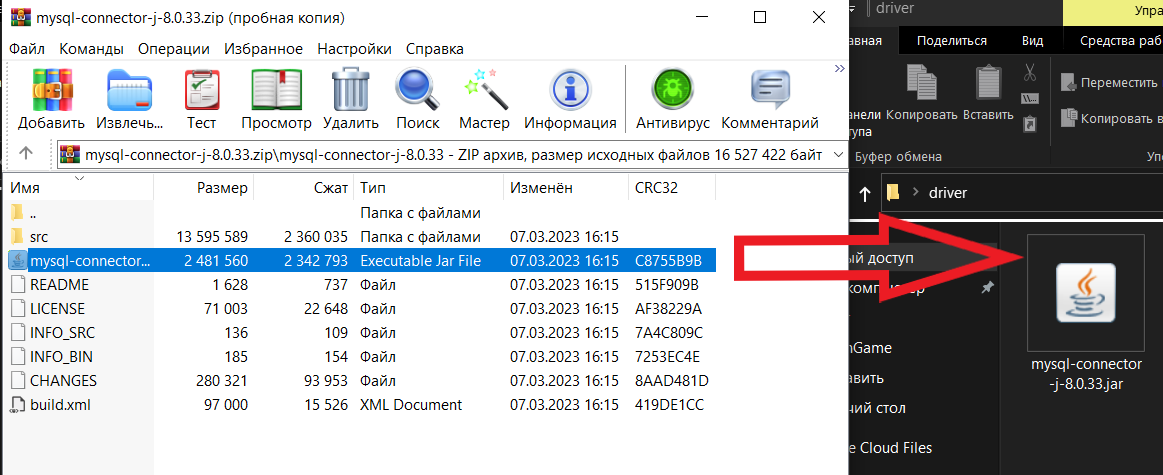 mysql-connector-j-8.0.33.zip (пробная копия)
Файл Команды Операции Избранное Настройки Справка
Добавить Извлечь... Тест Просмотр Удалить Поиск Мастер Информация Антивирус Комментарий
mysql-connector-j-8.0.33.zip\mysql-connector-j-8.0.33 - ZIP архив, размер исходных файлов 16 527 422 байт
Имя Размер Сжат Тип Изменён CRC32
.. Папка с файлами
src 13 595 589 2 360 035 Папка с файлами 07.03.2023 16:15
mysql-connector... 2 481 560 2 342 793 Executable Jar File 07.03.2023 16:15 C8755B9B
README 1 628 737 Файл 07.03.2023 16:15 515F909B
LICENSE 71 003 22 648 Файл 07.03.2023 16:15 AF38229A
INFO_SRC 136 109 Файл 07.03.2023 16:15 7A4C809C
INFO_BIN 185 154 Файл 07.03.2023 16:15 7253EC4E
CHANGES 280 321 93 953 Файл 07.03.2023 16:15 8AAD481D
build.xml 97 000 15 526 XML Document 07.03.2023 16:15 419DE1CC
driver
Упра
авная Поделиться Вид Средства раб
анели
тупа
Копировать Вставить
Переместить
Копировать в
Буфер обмена
Упо
driver
ый доступ
компьютер
nGame
авить
чий стол
e Cloud Files
mysql-connector
-j-8.0.33.jar